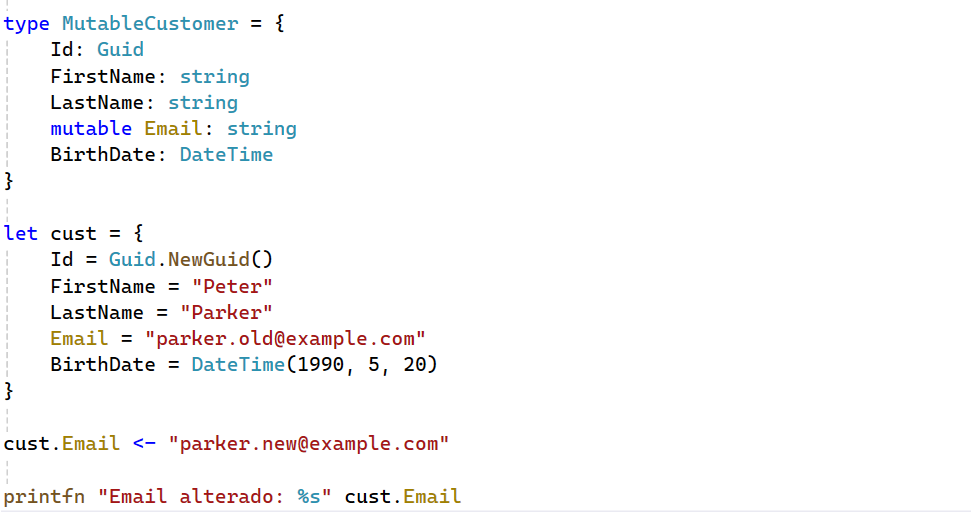 type MutableCustomer = {
    Id: Guid
    FirstName: string
    LastName: string
    mutable Email: string
    BirthDate: DateTime
}
let cust = {
    Id = Guid.NewGuid()
    FirstName = "Peter"
    LastName = "Parker"
    Email = "parker.old@example.com"
    BirthDate = DateTime(1990, 5, 20)
}
cust.Email <- "parker.new@example.com"
printfn "Email alterado: %s" cust.Email